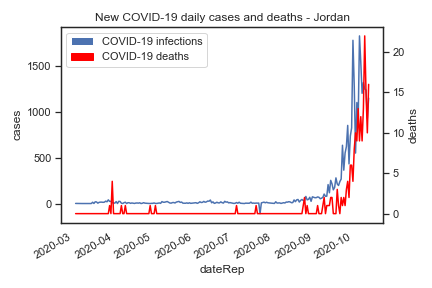 New COVID-19 daily cases and deaths - Jordan
COVID-19 infections
COVID-19 deaths
cases
1500
1000
500
0
deaths
20
15
10
5
0
2020-03
2020-04
2020-05
2020-06
2020-07
2020-08
2020-09
2020-10
dateRep